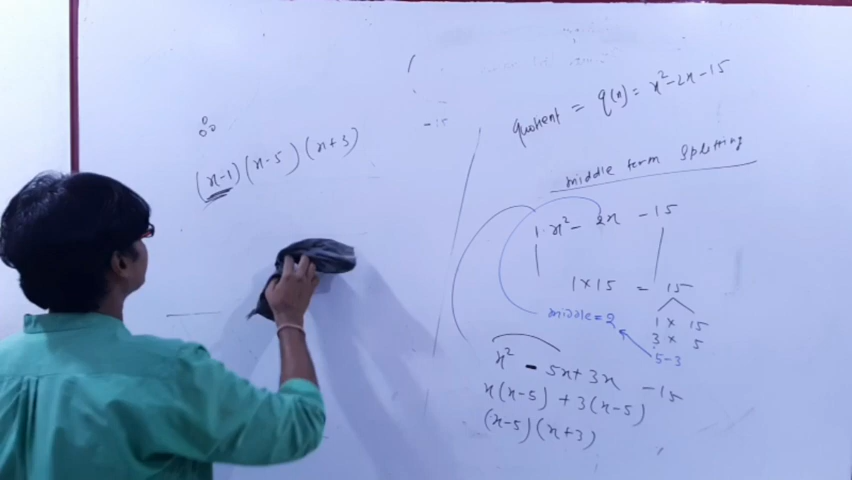 ∴
(x-1)(x-5)(x+3)
-15
quotient = q(x) = x²-2x-15
middle term splitting
1·x² - 2x - 15
1×15 = 15
middle=2
1 × 15
3 × 5
5-3
x² - 5x+3x -15
x(x-5) + 3(x-5)
(x-5)(x+3)